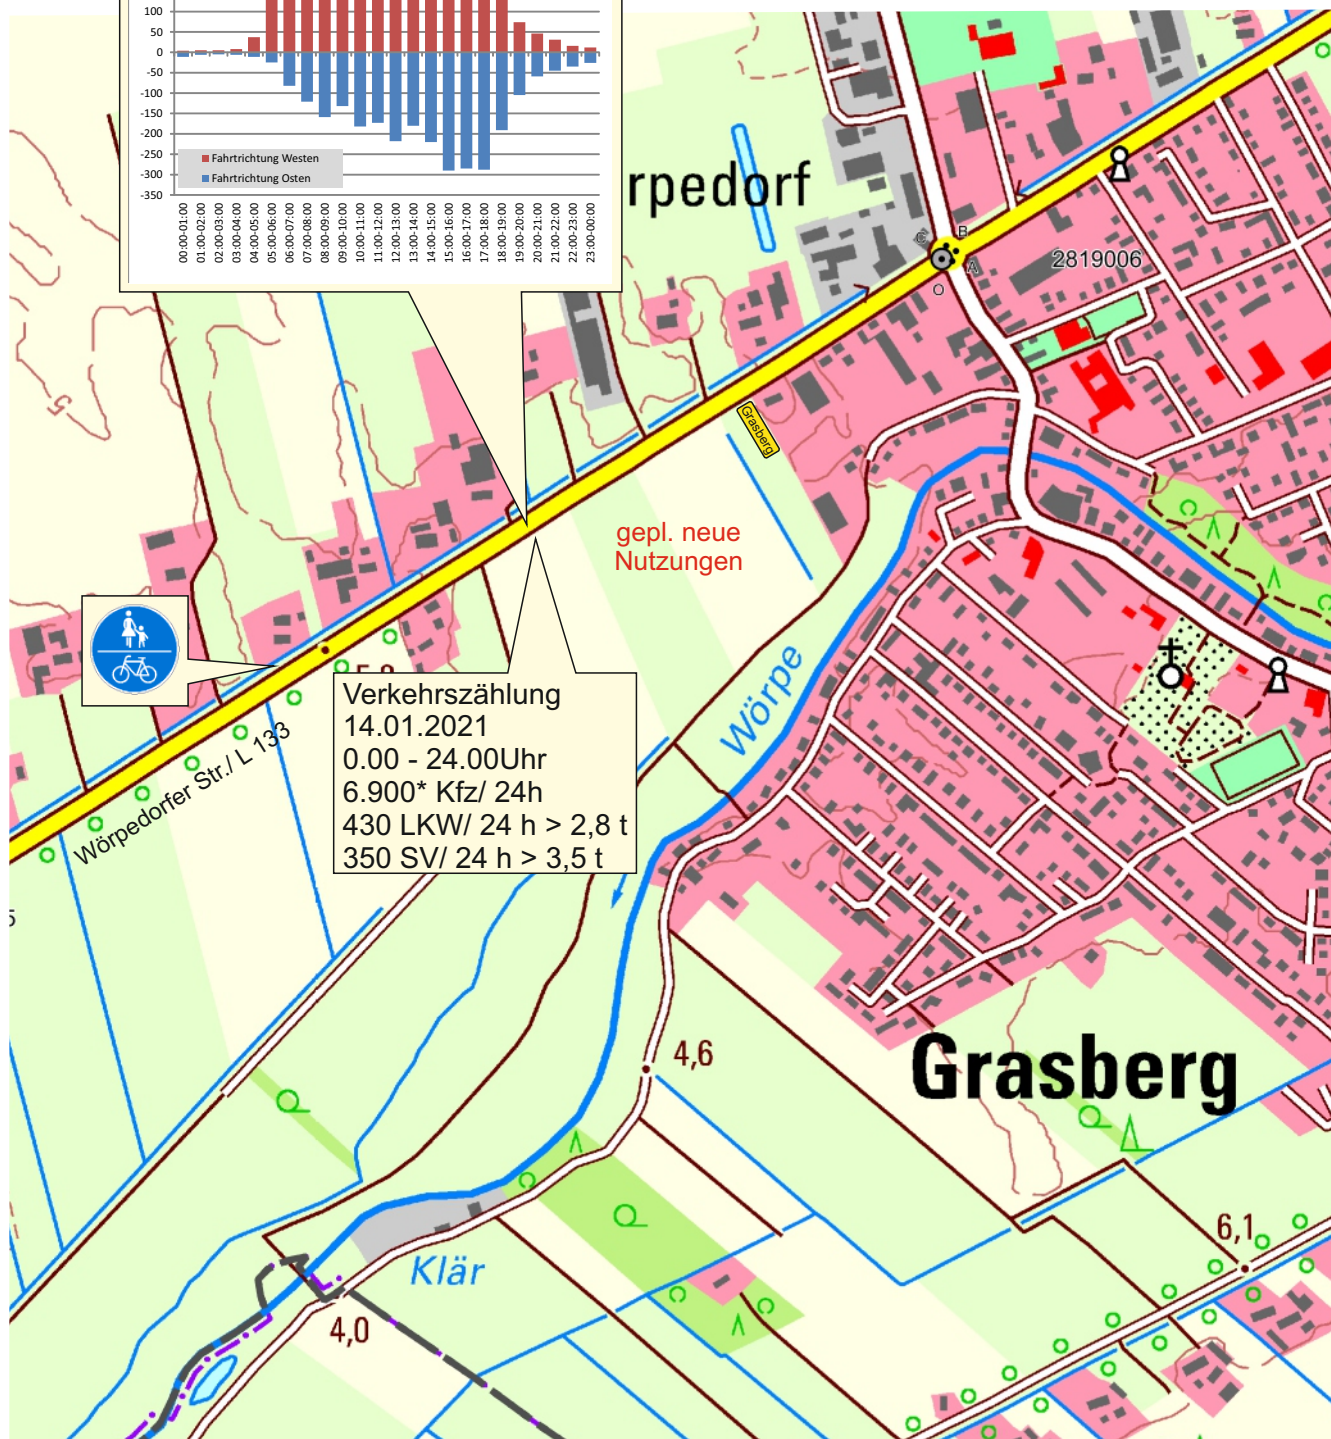 100
50
0
-50
-100
-150
-200
-250
-300
-350
Fahrtrichtung Westen
Fahrtrichtung Osten
00:00-01:00
01:00-02:00
02:00-03:00
03:00-04:00
04:00-05:00
05:00-06:00
06:00-07:00
07:00-08:00
08:00-09:00
09:00-10:00
10:00-11:00
11:00-12:00
12:00-13:00
13:00-14:00
14:00-15:00
15:00-16:00
16:00-17:00
17:00-18:00
18:00-19:00
19:00-20:00
20:00-21:00
21:00-22:00
22:00-23:00
23:00-00:00
rpedorf
C
B
A
O
2819006
5
Grasberg
gepl. neue
Nutzungen
Wörpe
Verkehrszählung
14.01.2021
0.00 - 24.00Uhr
6.900* Kfz/ 24h
430 LKW/ 24 h > 2,8 t
350 SV/ 24 h > 3,5 t
Wörpedorfer Str./ L 133
5
4,6
Grasberg
Klär
4,0
6,1